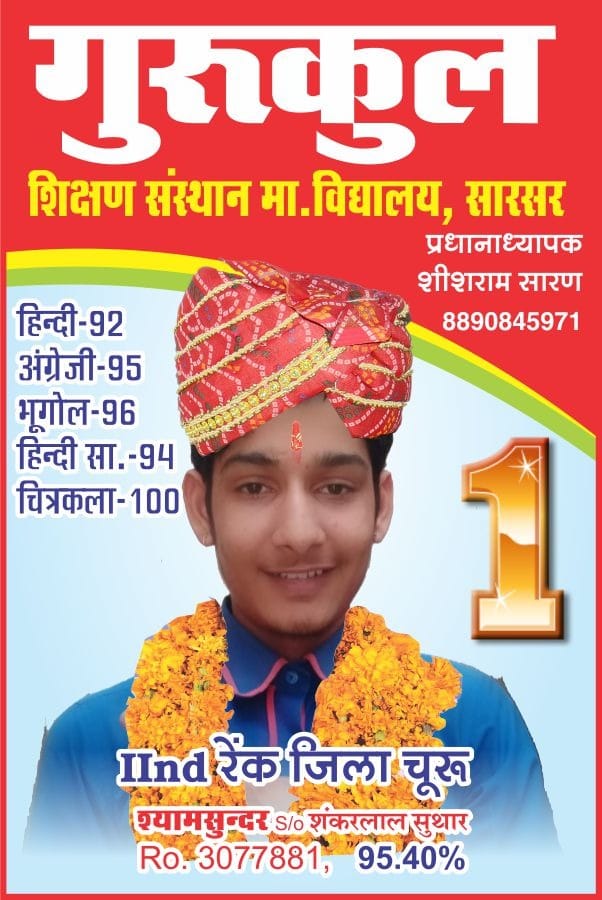 गुरुकुल
शिक्षण संस्थान मा.विद्यालय, सारसर
प्रधानाध्यापक
शीशराम सारण
8890845971
हिन्दी-92
अंग्रेजी-95
भूगोल-96
हिन्दी सा.-94
चित्रकला-100
1
IInd रेंक जिला चूरू
श्यामसुन्दर S/o शंकरलाल सुथार
Ro. 3077881, 95.40%